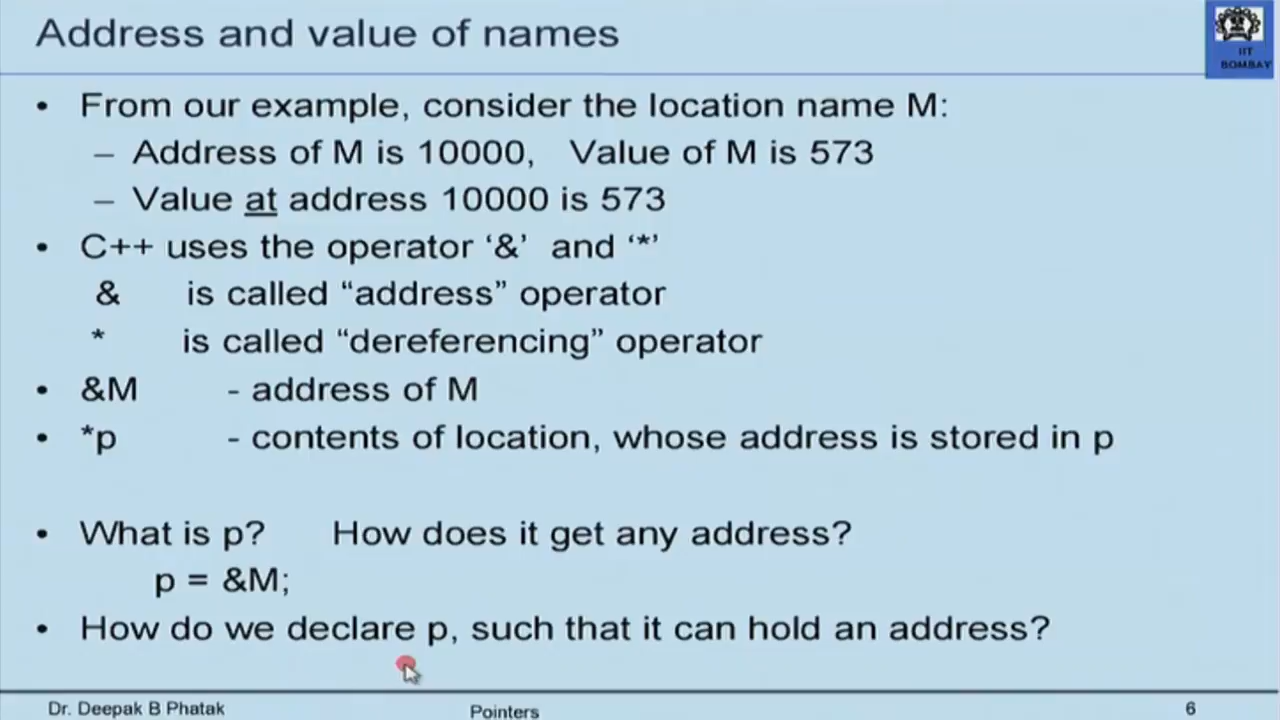 Address and value of names
IIT
BOMBAY
• From our example, consider the location name M:
– Address of M is 10000, Value of M is 573
– Value at address 10000 is 573
• C++ uses the operator ‘&’ and ‘*’
& is called “address” operator
* is called “dereferencing” operator
• &M - address of M
• *p - contents of location, whose address is stored in p
• What is p? How does it get any address?
p = &M;
• How do we declare p, such that it can hold an address?
Dr. Deepak B Phatak
Pointers
6